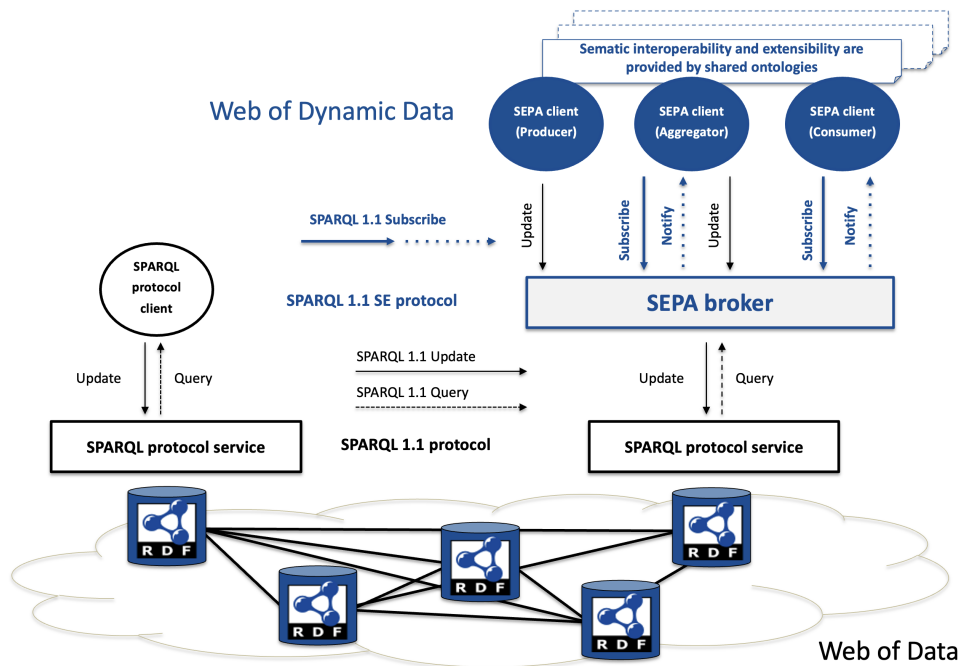 Sematic interoperability and extensibility are
provided by shared ontologies
Web of Dynamic Data
SEPA client
(Producer)
SEPA client
(Aggregator)
SEPA client
(Consumer)
Update
Subscribe
Notify
Update
Subscribe
Notify
SPARQL 1.1 Subscribe
SPARQL
protocol
client
SPARQL 1.1 SE protocol
SEPA broker
Update
Query
SPARQL 1.1 Update
SPARQL 1.1 Query
Update
Query
SPARQL protocol service
SPARQL 1.1 protocol
SPARQL protocol service
RDF
RDF
RDF
RDF
RDF
Web of Data